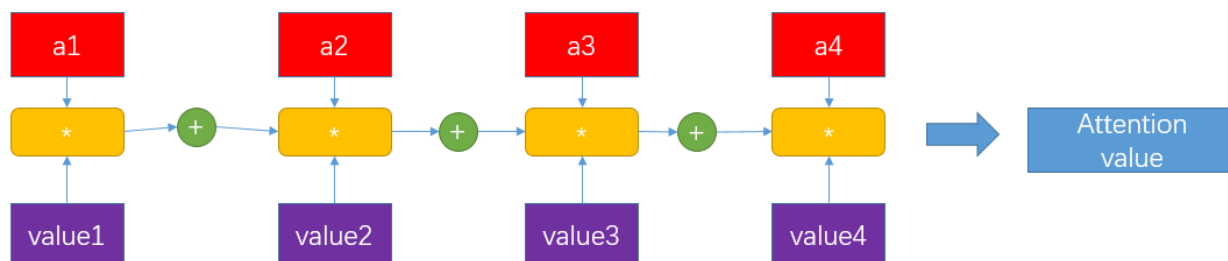 a1 a2 a3 a4
* + * + * + *
Attention
value
value1 value2 value3 value4